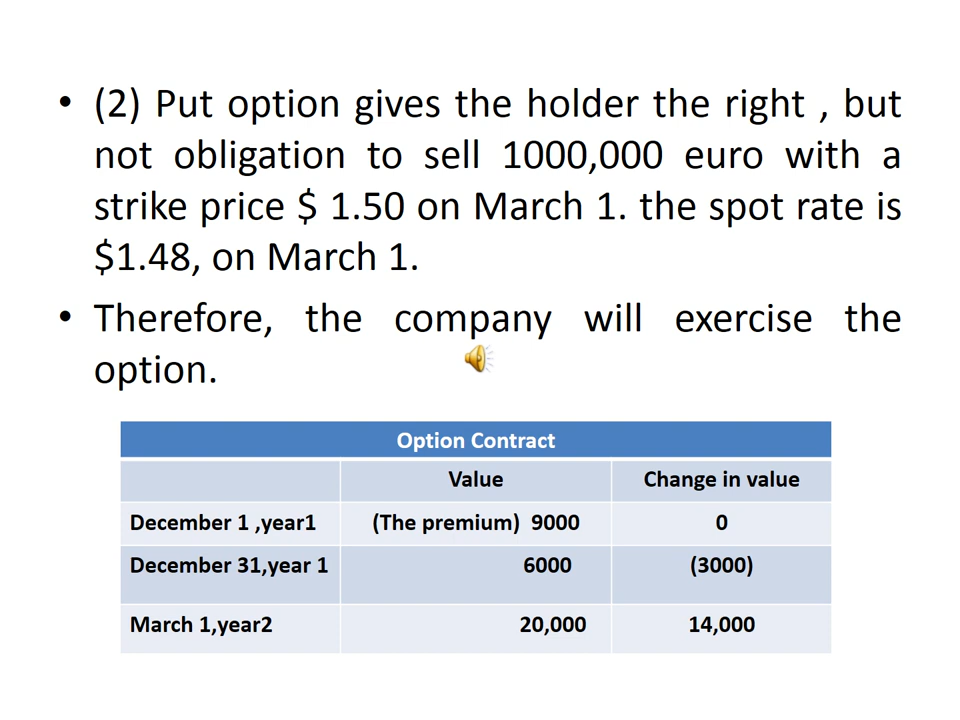 • (2) Put option gives the holder the right , but
not obligation to sell 1000,000 euro with a
strike price $ 1.50 on March 1. the spot rate is
$1.48, on March 1.
• Therefore, the company will exercise the
option.
Option Contract
Value Change in value
December 1 ,year1 (The premium) 9000 0
December 31,year 1 6000 (3000)
March 1,year2 20,000 14,000